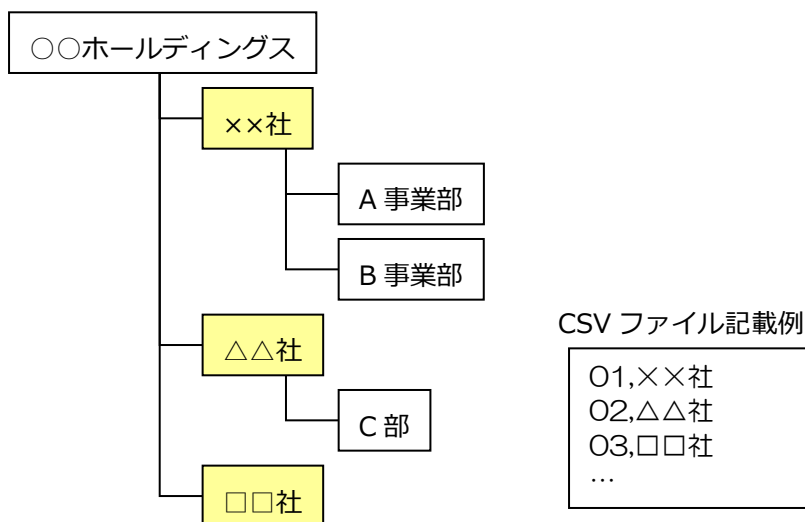 ○○ホールディングス
××社
A 事業部
B 事業部
△△社
C 部
□□社
CSV ファイル記載例
01,××社
02,△△社
03,□□社
…